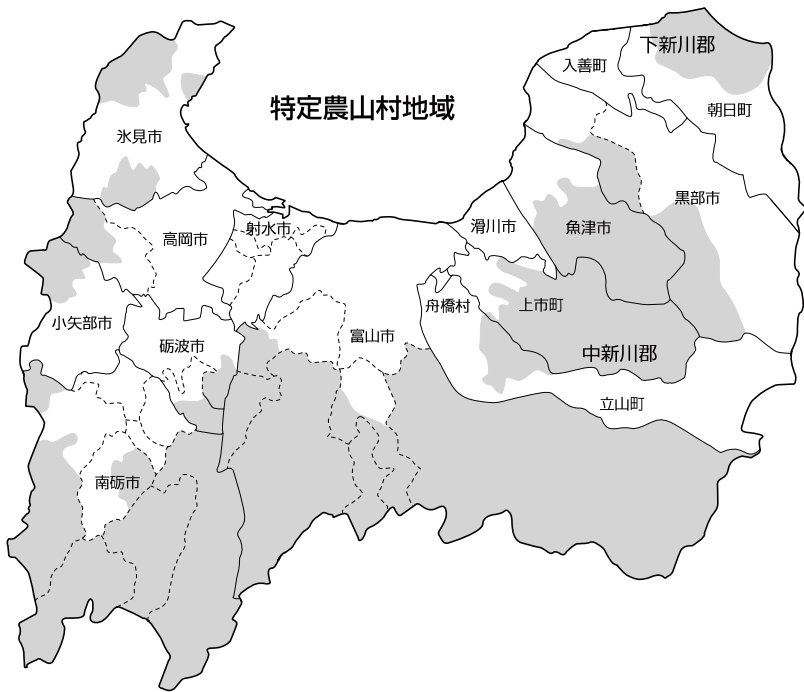 下新川郡
入善町
特定農山村地域
朝日町
氷見市
黒部市
滑川市
魚津市
射水市
高岡市
舟橋村
上市町
小矢部市
富山市
砺波市
中新川郡
立山町
南砺市